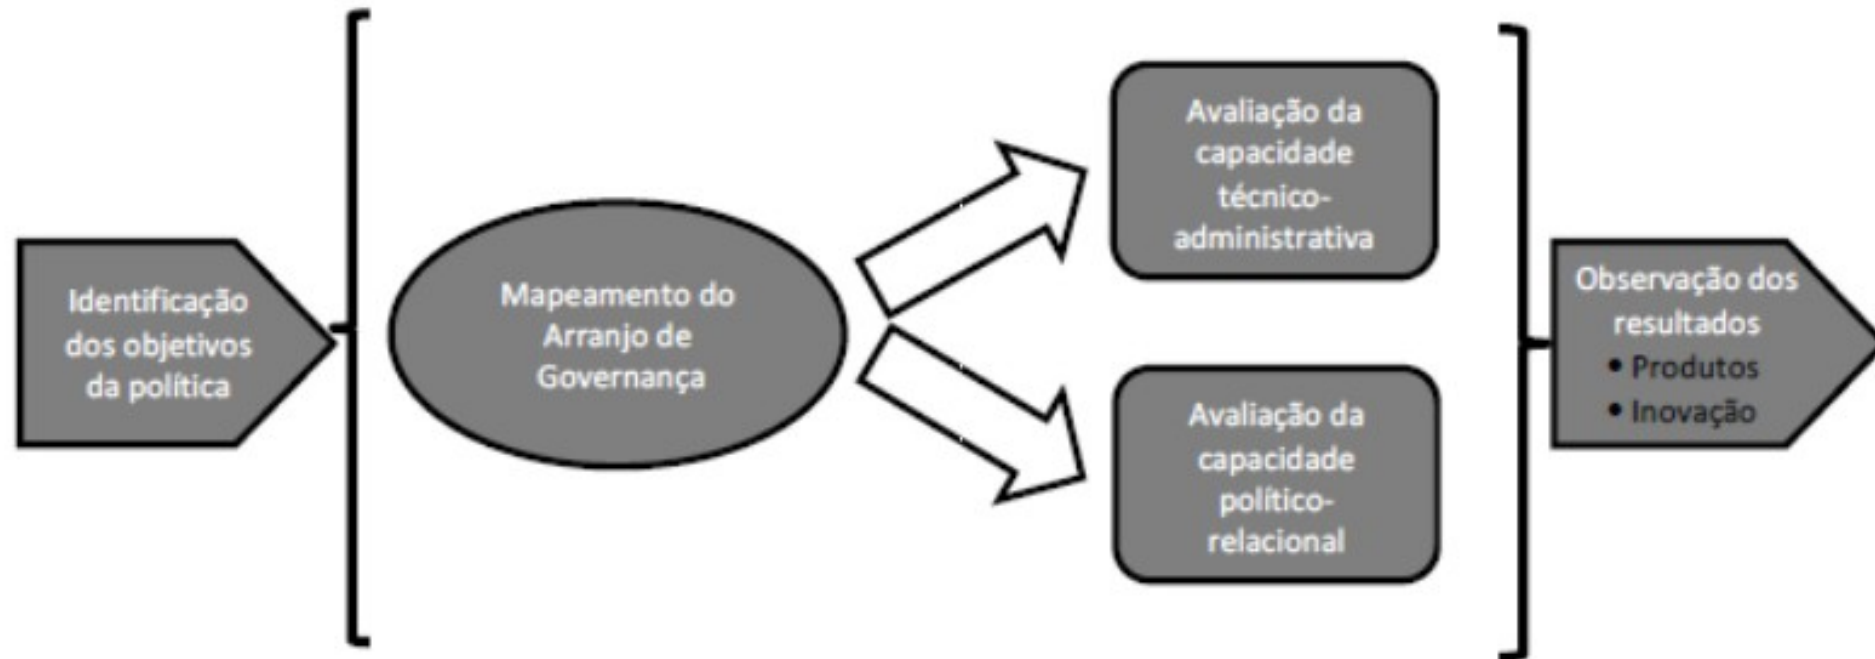 Identificação
dos objetivos
da política
Mapeamento do
Arranjo de
Governança
Avaliação da
capacidade
técnico-
administrativa
Avaliação da
capacidade
político-
relacional
Observação dos
resultados
• Produtos
• Inovação